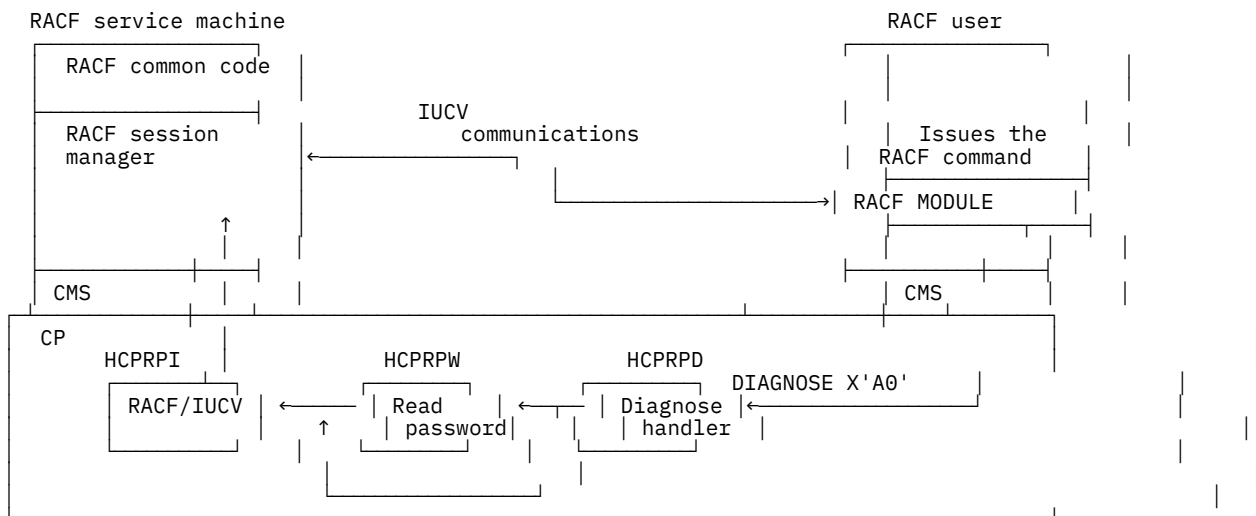 RACF service machine RACF user
RACF common code
IUCV
RACF session communications Issues the
manager RACF command
RACF MODULE
CMS CMS
CP
HCPRPI HCPRPW HCPRPD
DIAGNOSE X'A0'
RACF/IUCV Read Diagnose
password handler